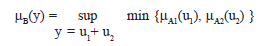 μB(y) = sup min {μA1(u1), μA2(u2) }
y = u1+ u2